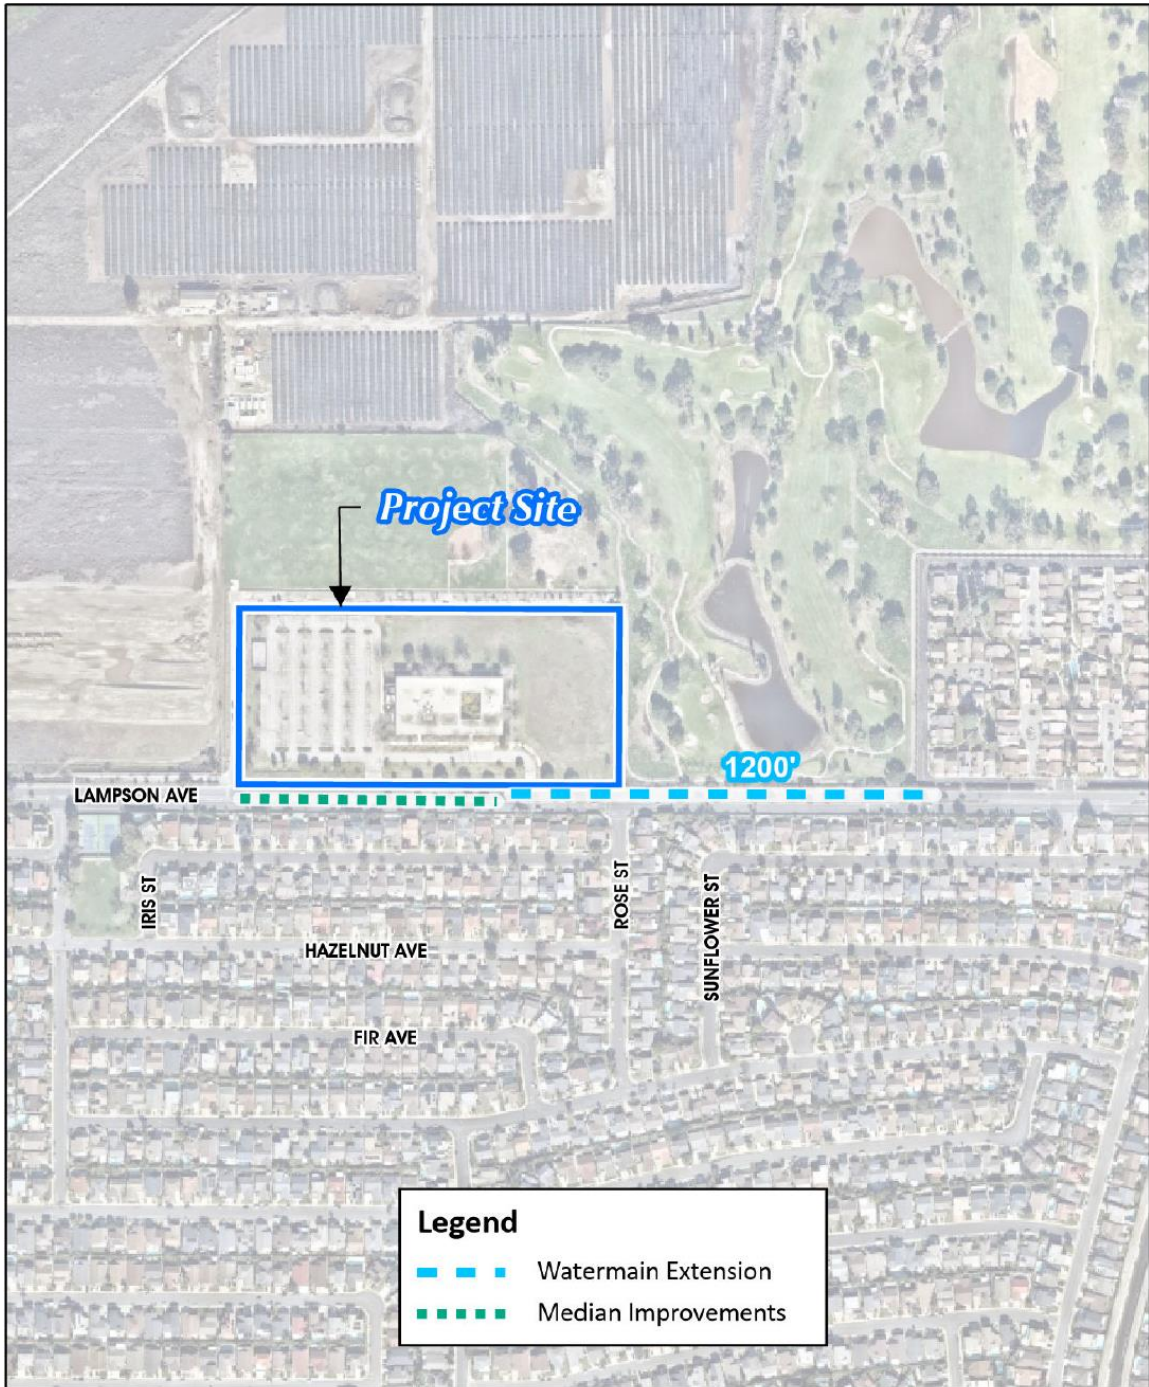 Project Site
1200'
LAMPSON AVE
IRIS ST
ROSE ST
SUNFLOWER ST
HAZELNUT AVE
FIR AVE
Legend
Watermain Extension
Median Improvements